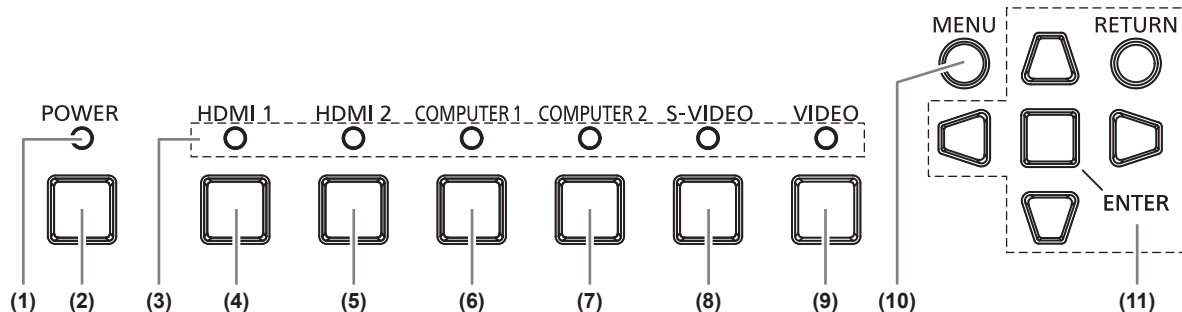 MENU RETURN
POWER HDMI 1 HDMI 2 COMPUTER 1 COMPUTER 2 S-VIDEO VIDEO
ENTER
(1) (2) (3) (4) (5) (6) (7) (8) (9) (10) (11)